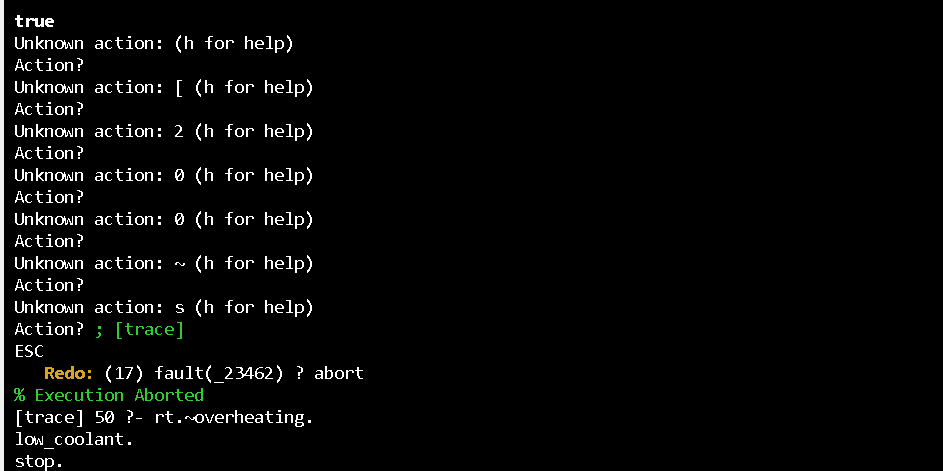 true
Unknown action: (h for help)
Action?
Unknown action: [ (h for help)
Action?
Unknown action: 2 (h for help)
Action?
Unknown action: 0 (h for help)
Action?
Unknown action: 0 (h for help)
Action?
Unknown action: ~ (h for help)
Action?
Unknown action: s (h for help)
Action? ; [trace]
ESC
Redo: (17) fault(_23462) ? abort
% Execution Aborted
[trace] 50 ?- rt.~overheating.
low_coolant.
stop.